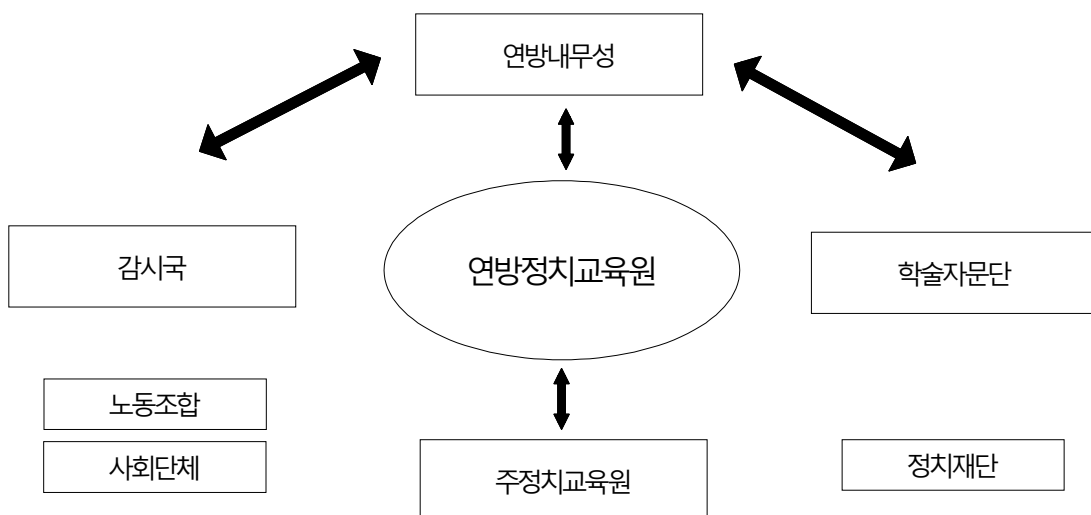 연방내무성
감시국
연방정치교육원
학술자문단
노동조합
사회단체
주정치교육원
정치재단